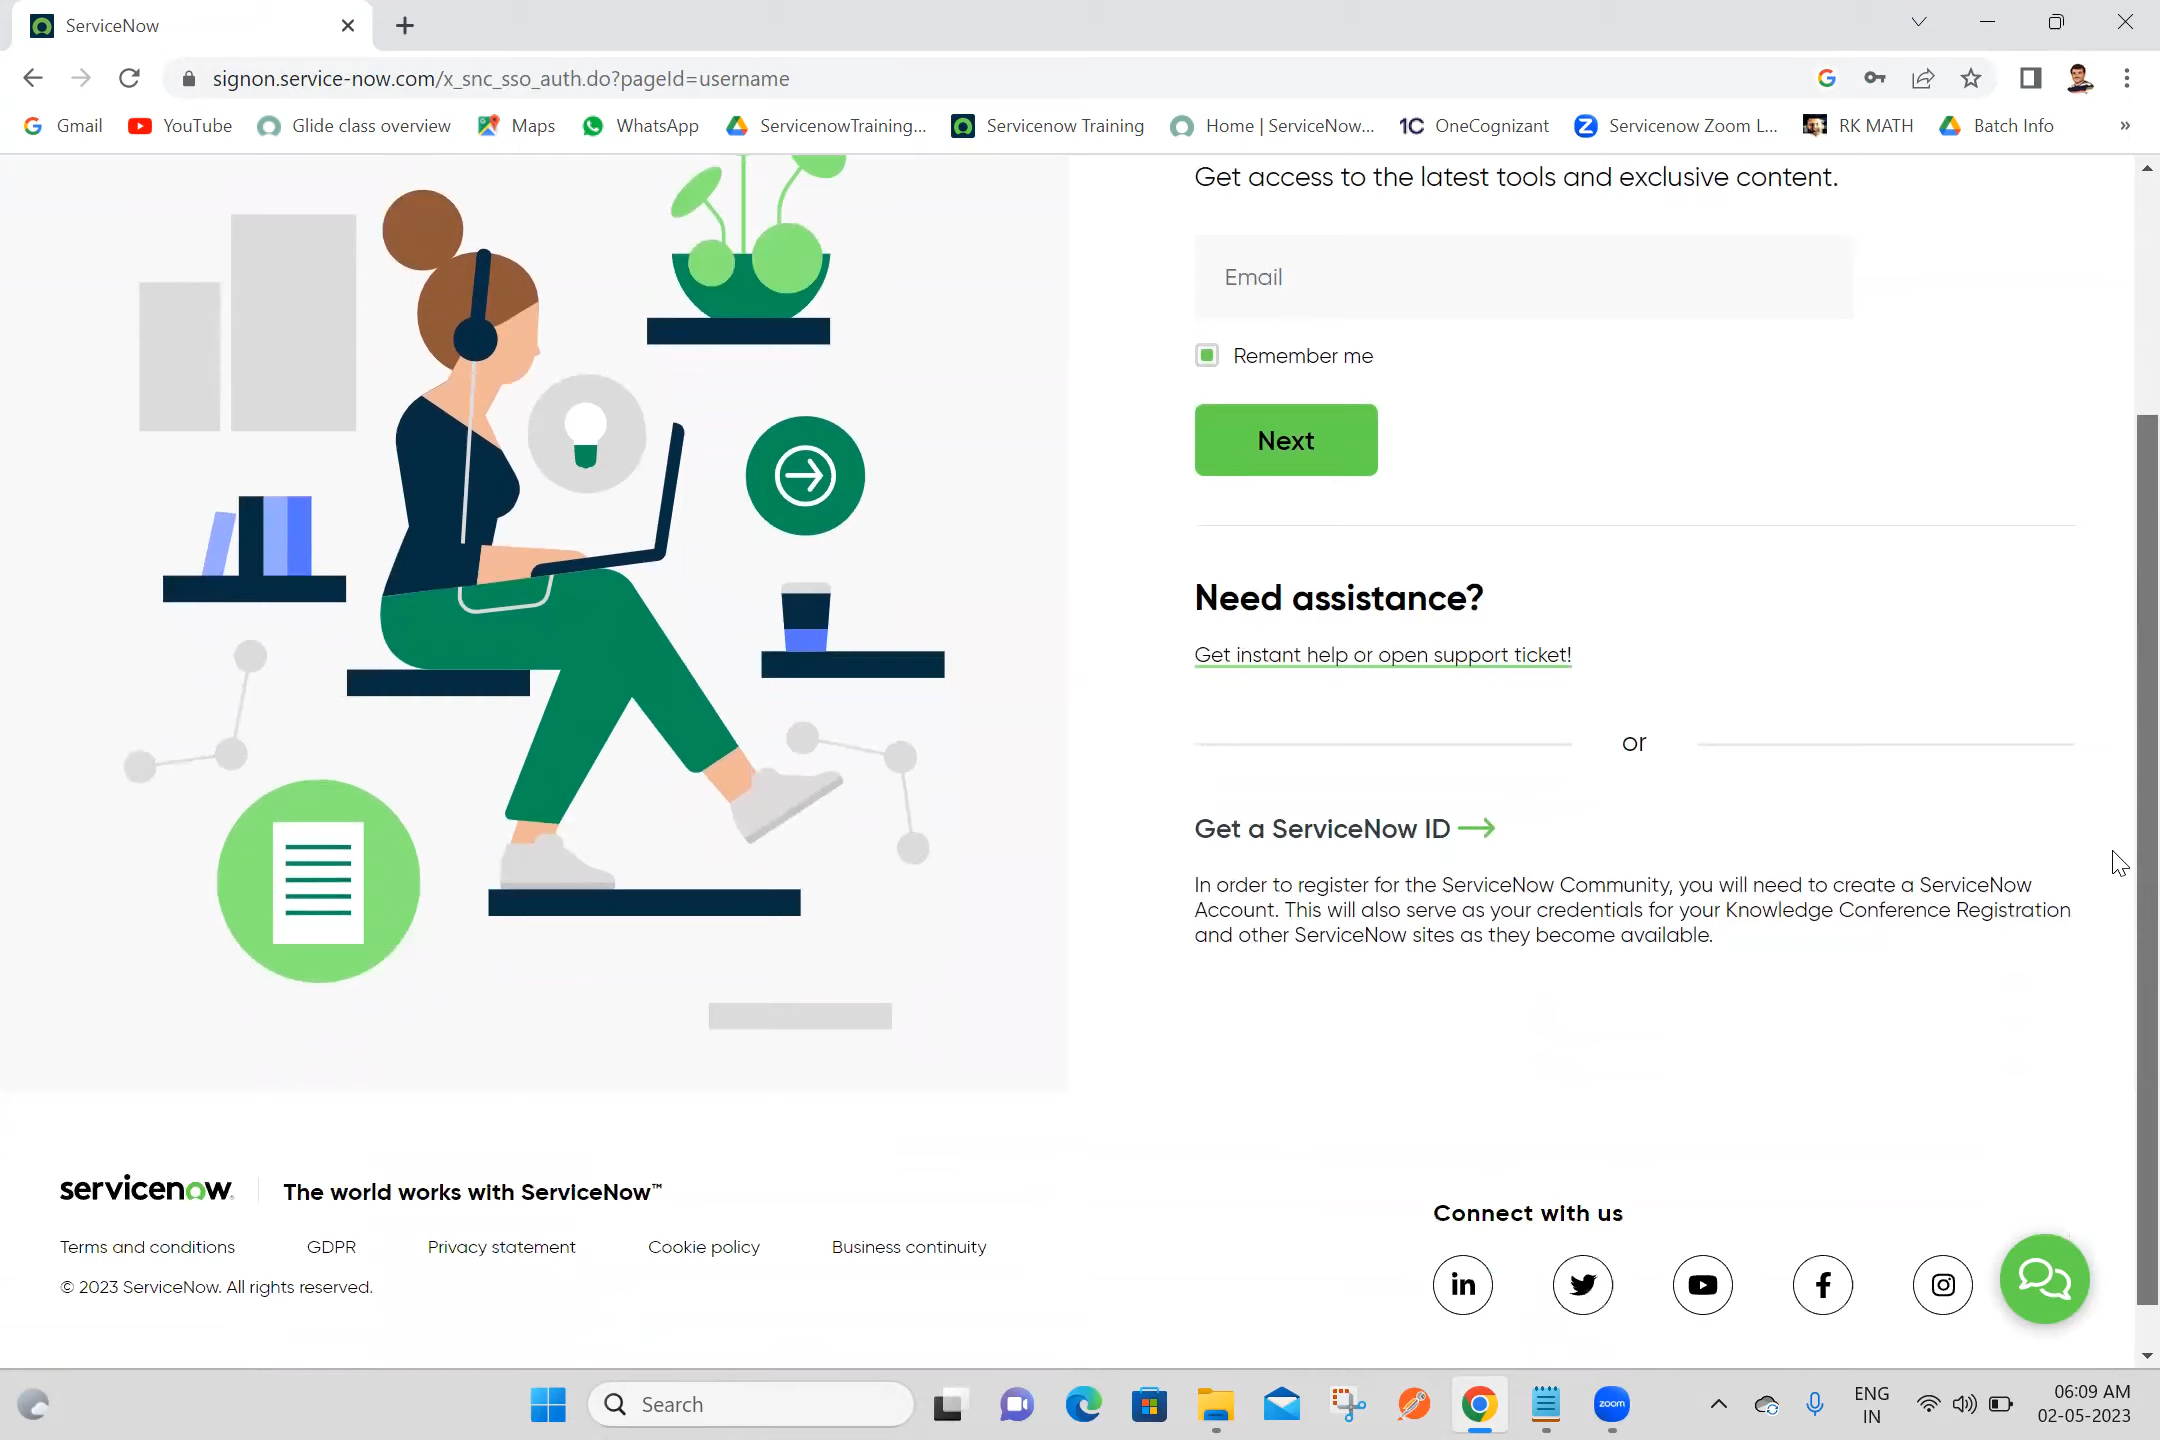 ServiceNow
signon.service-now.com/x_snc_sso_auth.do?pageId=username
Gmail
YouTube
Glide class overview
Maps
WhatsApp
ServicenowTraining...
Servicenow Training
Home | ServiceNow...
1C OneCognizant
Servicenow Zoom L...
RK MATH
Batch Info
»
Get access to the latest tools and exclusive content.
Email
Remember me
Next
Need assistance?
Get instant help or open support ticket!
or
Get a ServiceNow ID
In order to register for the ServiceNow Community, you will need to create a ServiceNow
Account. This will also serve as your credentials for your Knowledge Conference Registration
and other ServiceNow sites as they become available.
servicenow.
The world works with ServiceNow™
Terms and conditions
GDPR
Privacy statement
Cookie policy
Business continuity
© 2023 ServiceNow. All rights reserved.
Connect with us
Search
zoom
ENG
IN
06:09 AM
02-05-2023